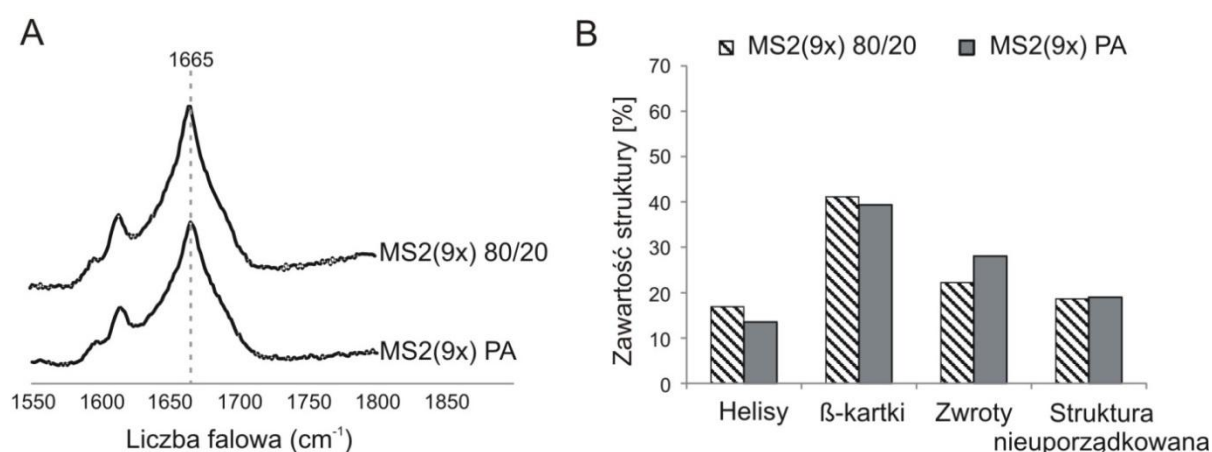 A
1665
MS2(9x) 80/20
MS2(9x) PA
1550 1600 1650 1700 1750 1800 1850
Liczba falowa (cm⁻¹)
B
MS2(9x) 80/20 MS2(9x) PA
Zawartość struktury [%]
70
60
50
40
30
20
10
0
Helisy ß-kartki Zwroty Struktura
nieuporządkowana